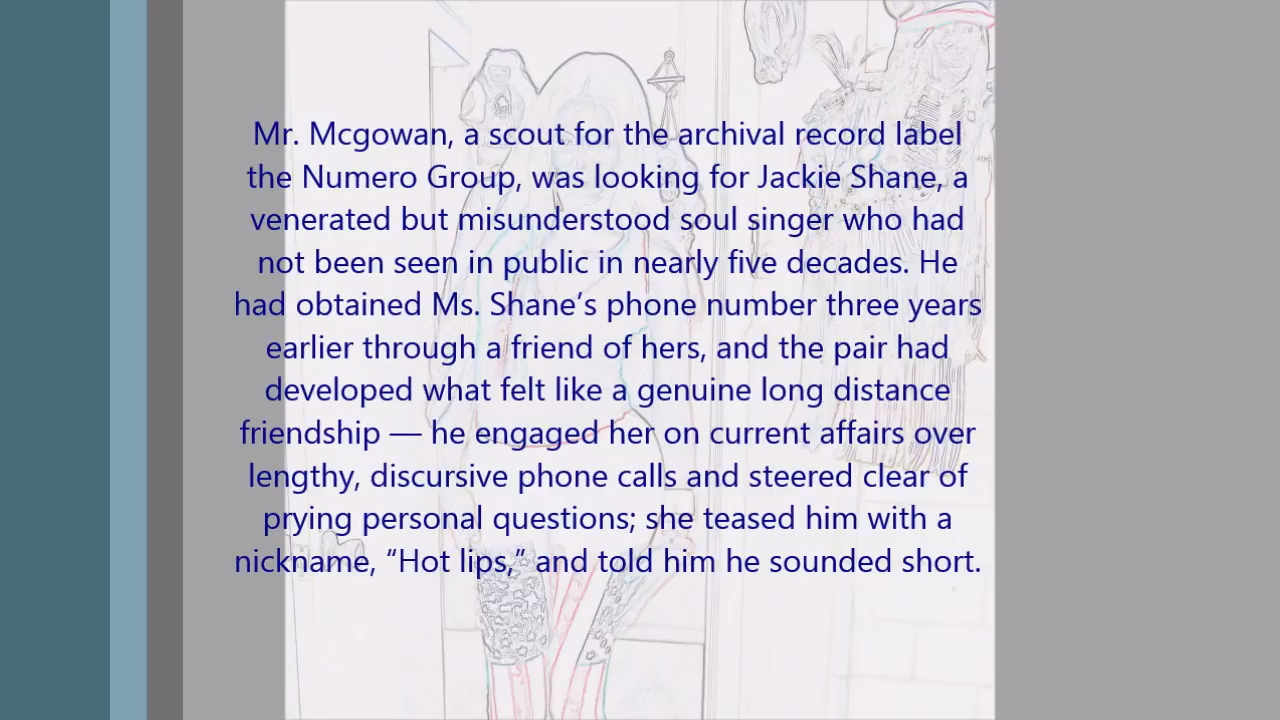 Mr. Mcgowan, a scout for the archival record label
the Numero Group, was looking for Jackie Shane, a
venerated but misunderstood soul singer who had
not been seen in public in nearly five decades. He
had obtained Ms. Shane’s phone number three years
earlier through a friend of hers, and the pair had
developed what felt like a genuine long distance
friendship — he engaged her on current affairs over
lengthy, discursive phone calls and steered clear of
prying personal questions; she teased him with a
nickname, “Hot lips,” and told him he sounded short.